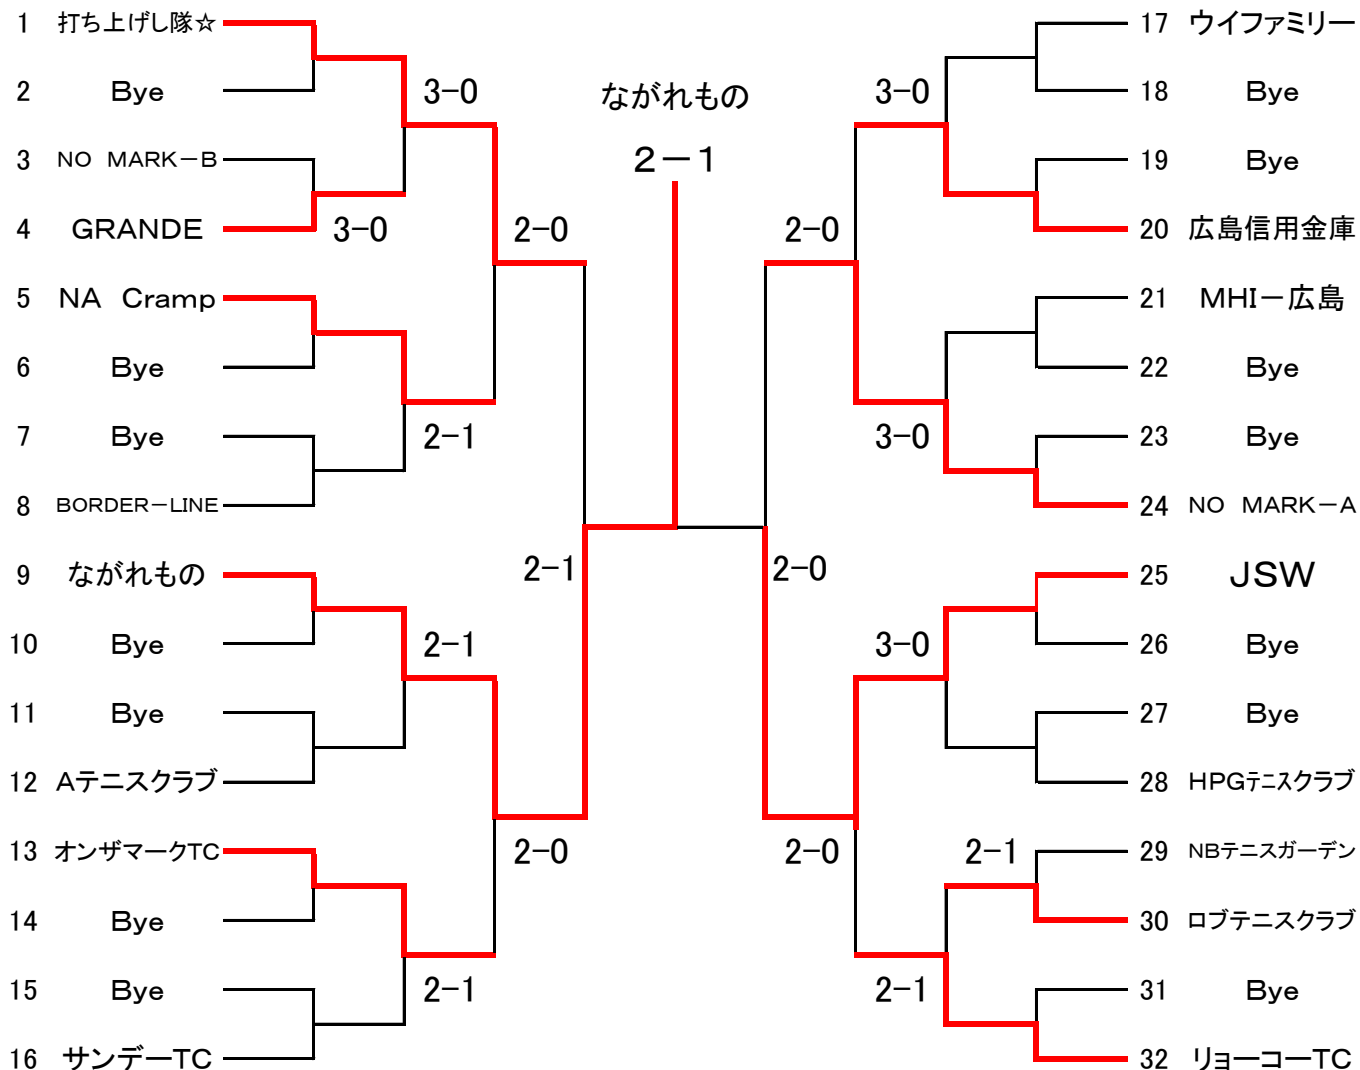 1 打ち上げし隊☆
2 Bye
3 NO MARK－B
4 GRANDE
5 NA Cramp
6 Bye
7 Bye
8 BORDER－LINE
9 ながれもの
10 Bye
11 Bye
12 Aテニスクラブ
13 オンザマークTC
14 Bye
15 Bye
16 サンデーTC
3-0
3-0
2-0
2-1
2-1
2-1
2-0
2-1
ながれもの
2－1
3-0
2-0
3-0
2-0
3-0
2-0
2-1
2-1
17 ウイファミリー
18 Bye
19 Bye
20 広島信用金庫
21 MHI－広島
22 Bye
23 Bye
24 NO MARK－A
25 JSW
26 Bye
27 Bye
28 HPGテニスクラブ
29 NBテニスガーデン
30 ロブテニスクラブ
31 Bye
32 リョーコーTC